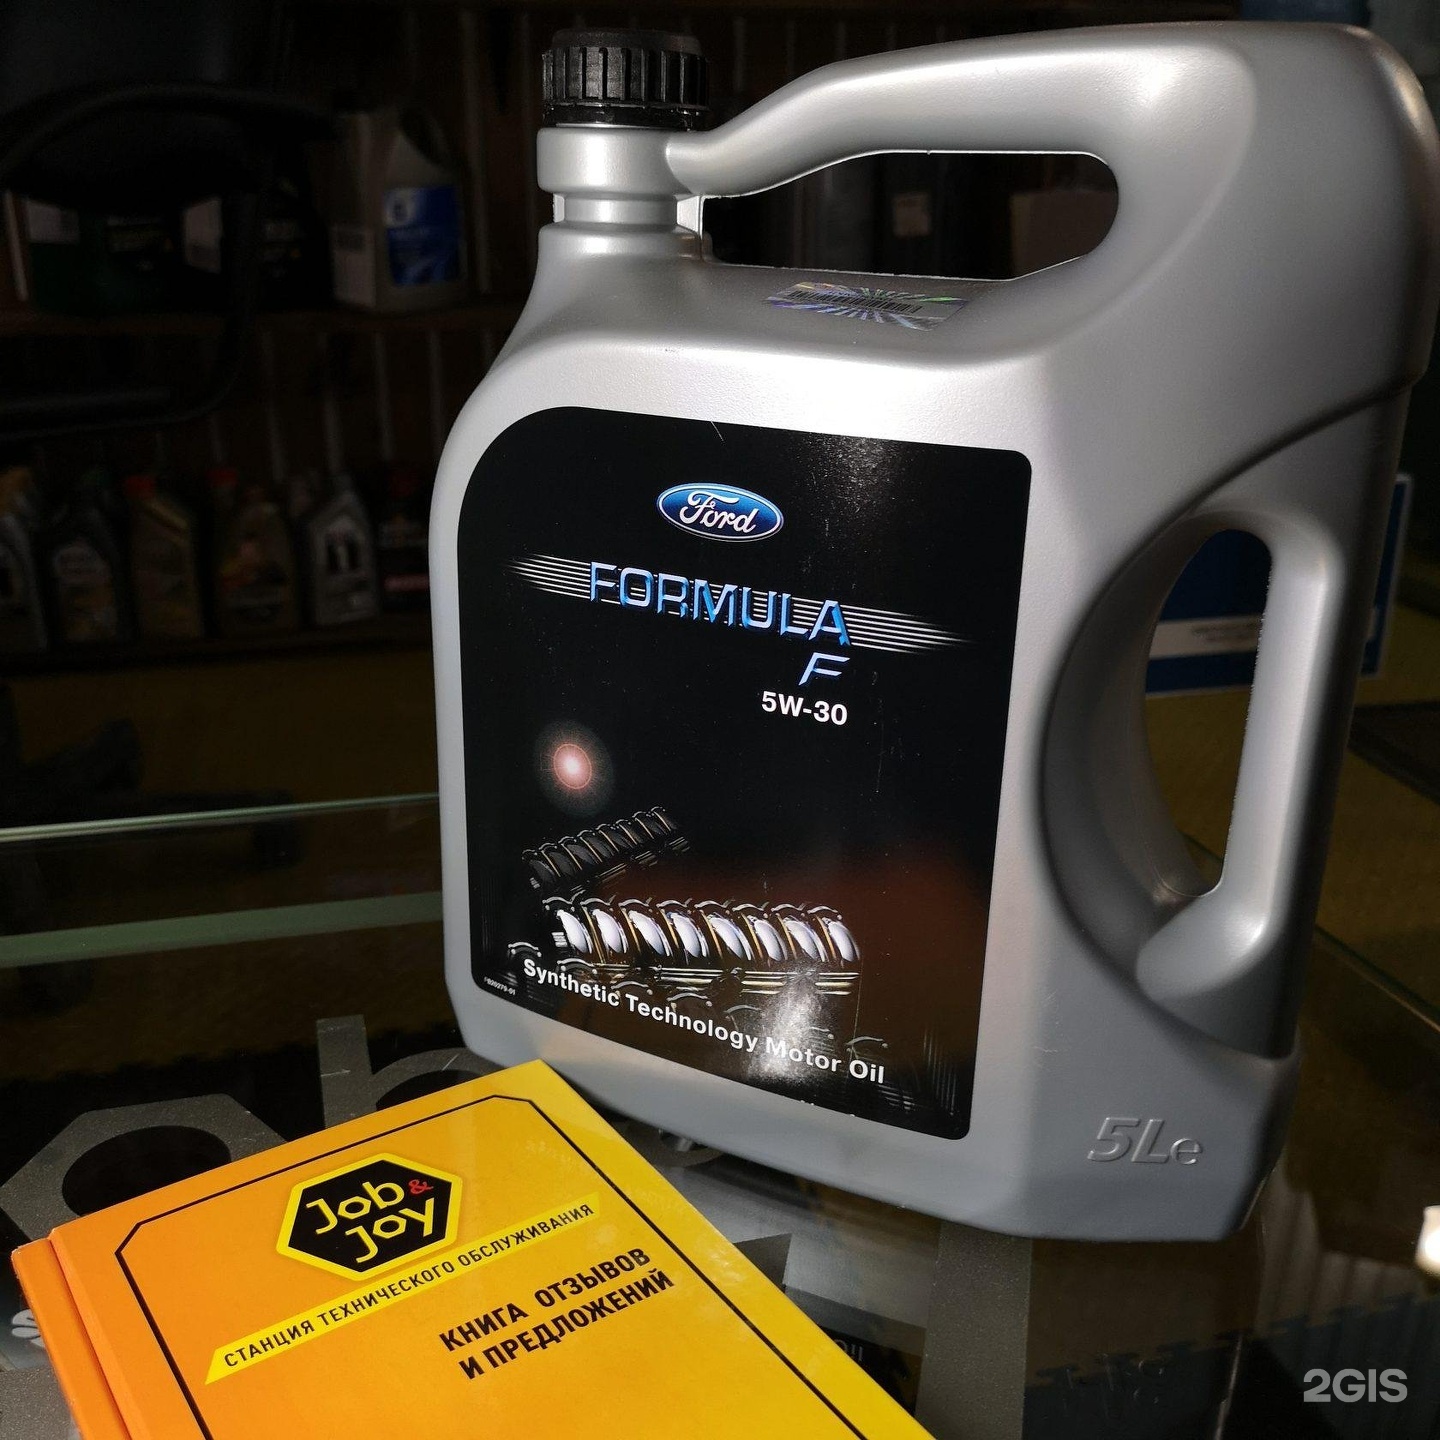 Ford
FORMULA
F
5W-30
Synthetic Technology Motor Oil
5Le
Job &
Joy
СТАНЦИЯ ТЕХНИЧЕСКОГО ОБСЛУЖИВАНИЯ
КНИГА ОТЗЫВОВ
И ПРЕДЛОЖЕНИЙ
2GIS